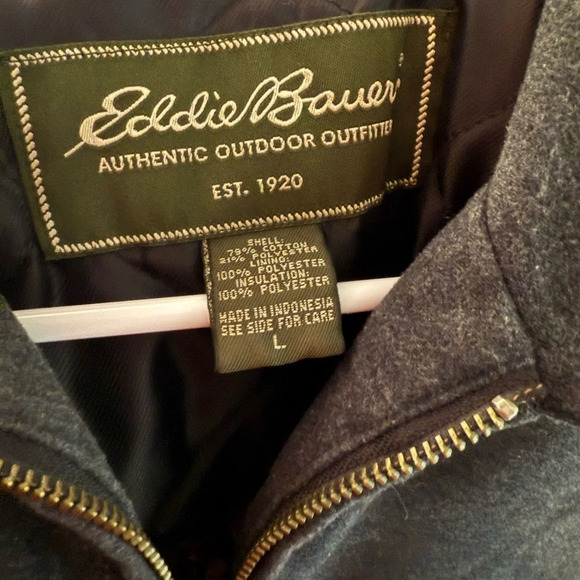 Eddie Bauer®
AUTHENTIC OUTDOOR OUTFITTER
EST. 1920
SHELL:
79% COTTON
21% POLYESTER
LINING:
100% POLYESTER
INSULATION:
100% POLYESTER
MADE IN INDONESIA
SEE SIDE FOR CARE
L